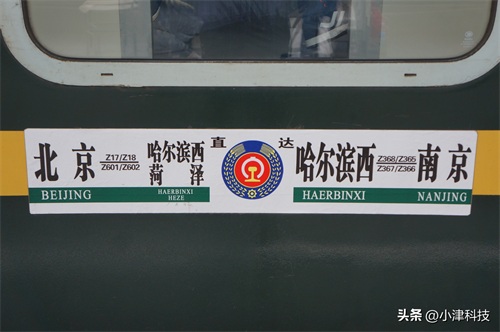 直达
北京 Z17/Z18 哈尔滨西
Z601/Z602 菏泽
BEIJING HAERBINXI
HEZE
哈尔滨西 Z368/Z365 南京
Z367/Z366
HAERBINXI NANJING
头条 @小津科技